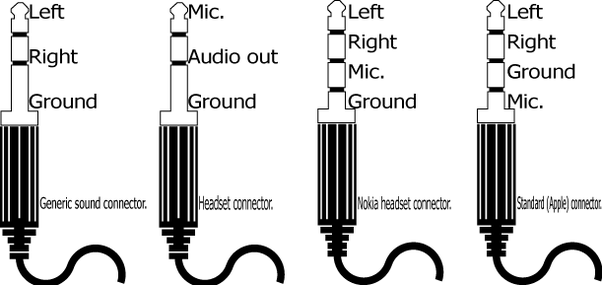 Left
Right
Ground
Generic sound connector.
Mic.
Audio out
Ground
Headset connector.
Left
Right
Mic.
Ground
Nokia headset connector.
Left
Right
Ground
Mic.
Standard (Apple) connector.